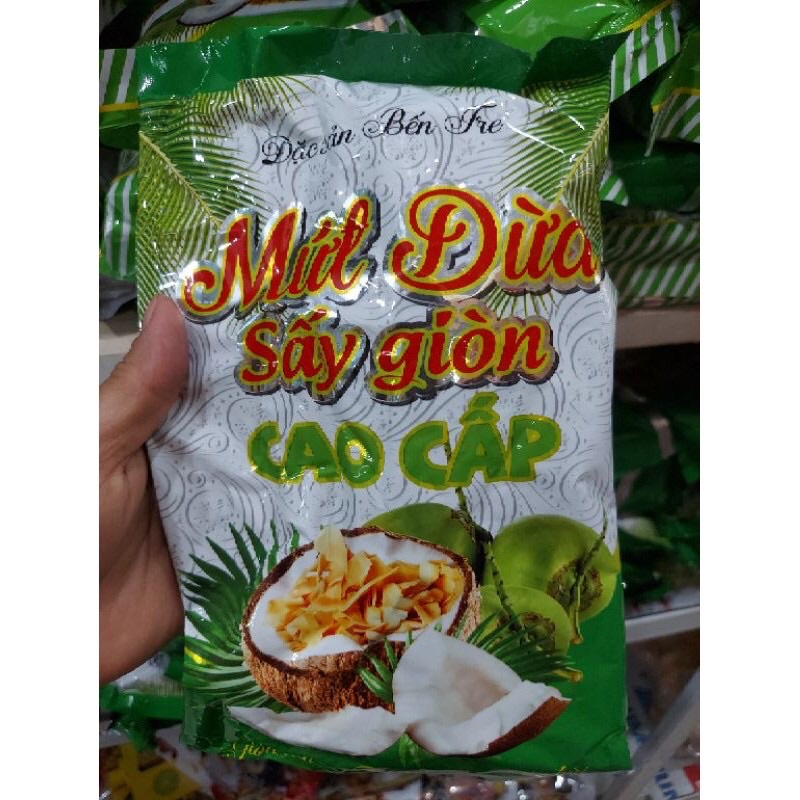 Đặc sản Bến Tre
Mứt Dừa
Sấy giòn
CAO CẤP